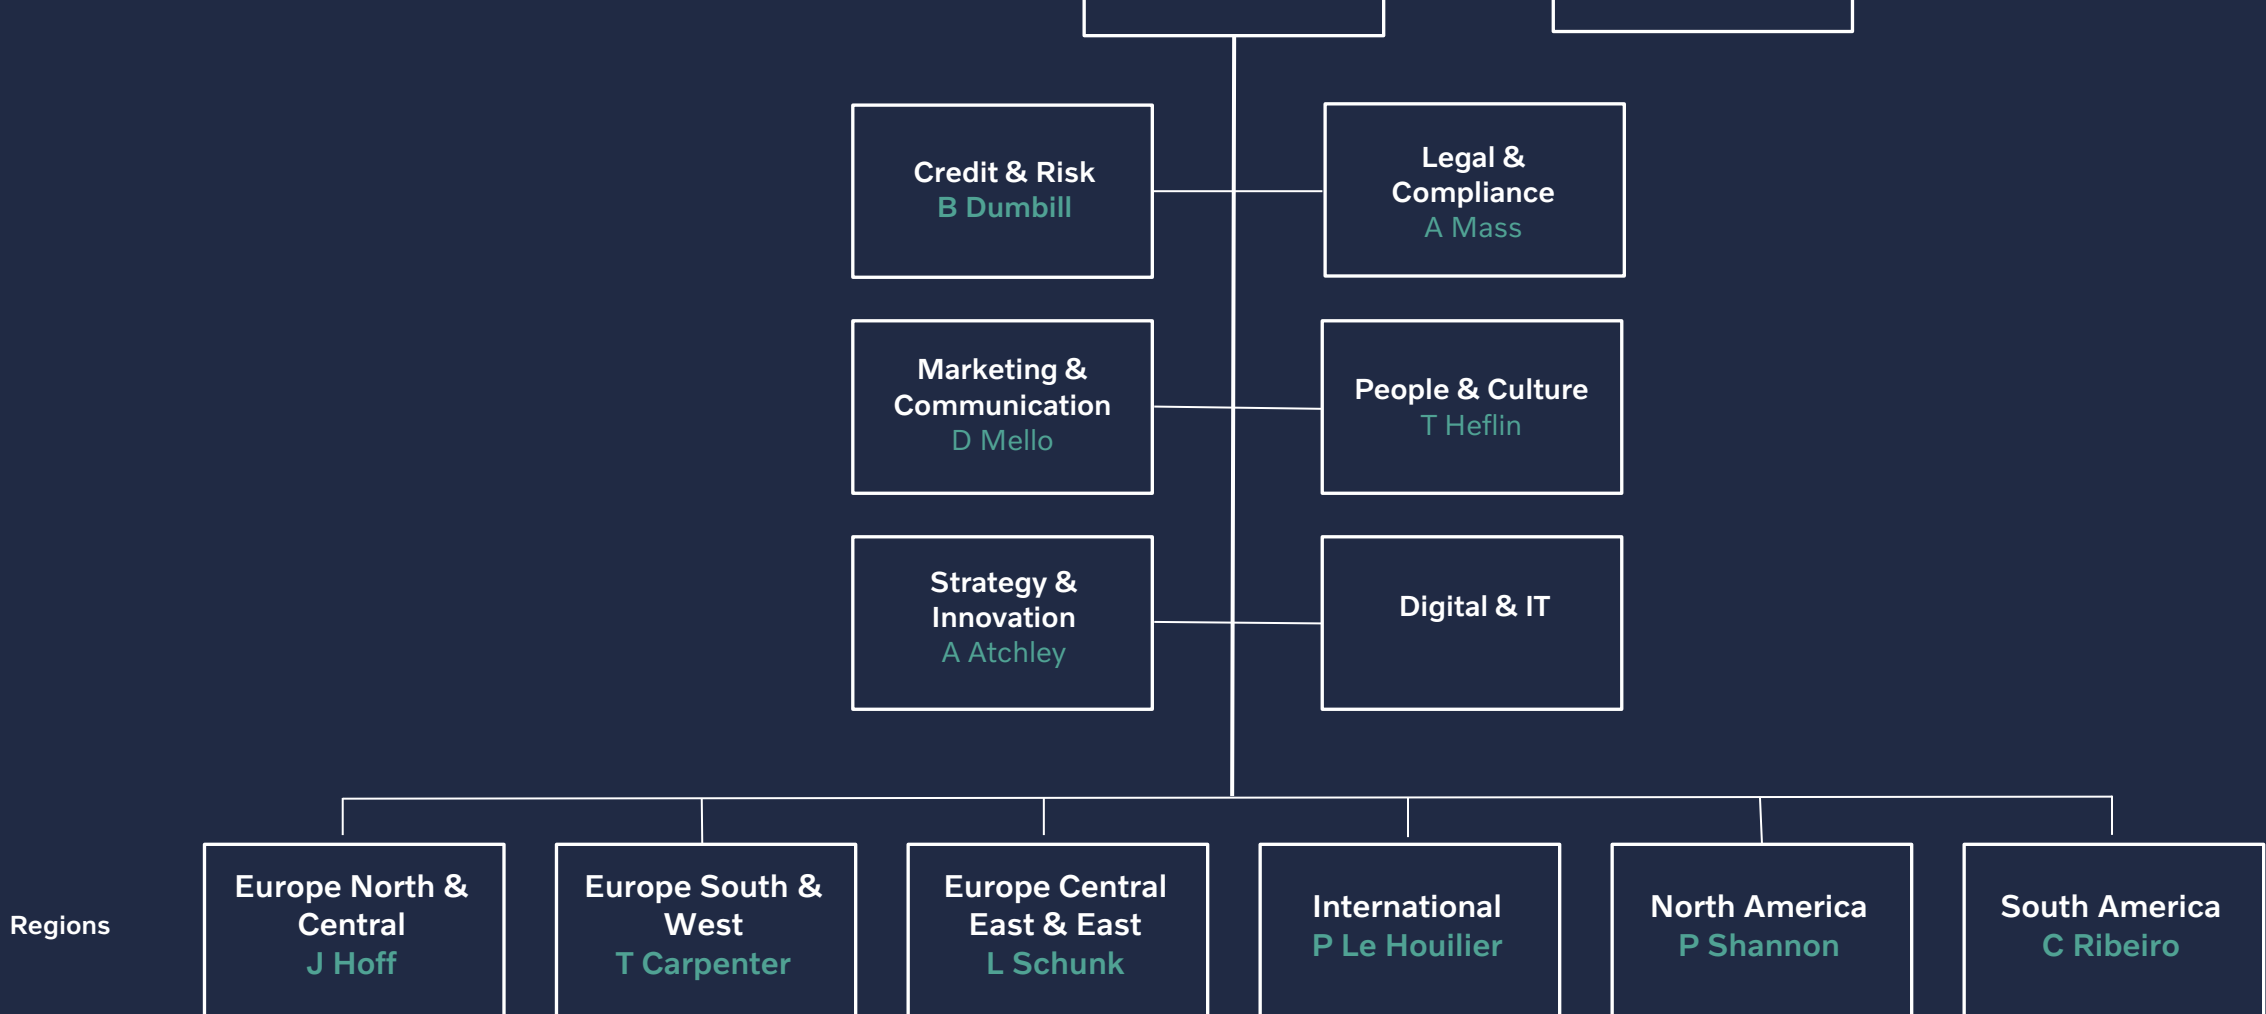 Credit & Risk
B Dumbill
Legal &
Compliance
A Mass
Marketing &
Communication
D Mello
People & Culture
T Heflin
Strategy &
Innovation
A Atchley
Digital & IT
Regions
Europe North &
Central
J Hoff
Europe South &
West
T Carpenter
Europe Central
East & East
L Schunk
International
P Le Houilier
North America
P Shannon
South America
C Ribeiro